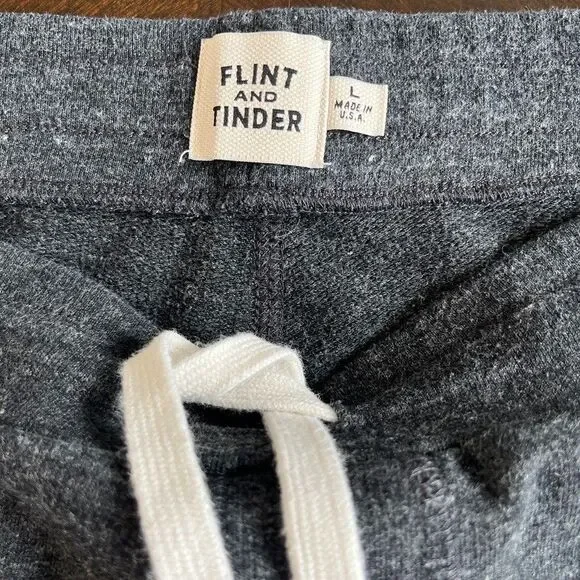 FLINT
AND
TINDER
L
MADE IN
U.S.A.